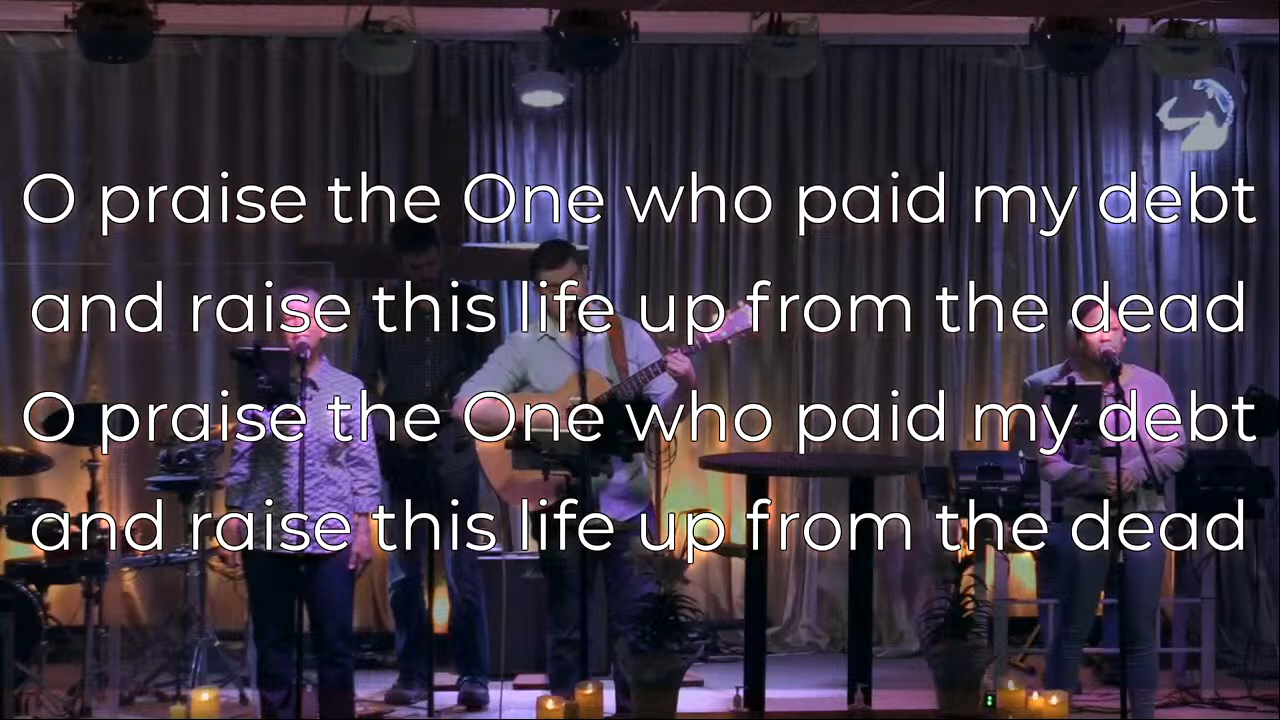 O praise the One who paid my debt
and raise this life up from the dead
O praise the One who paid my debt
and raise this life up from the dead